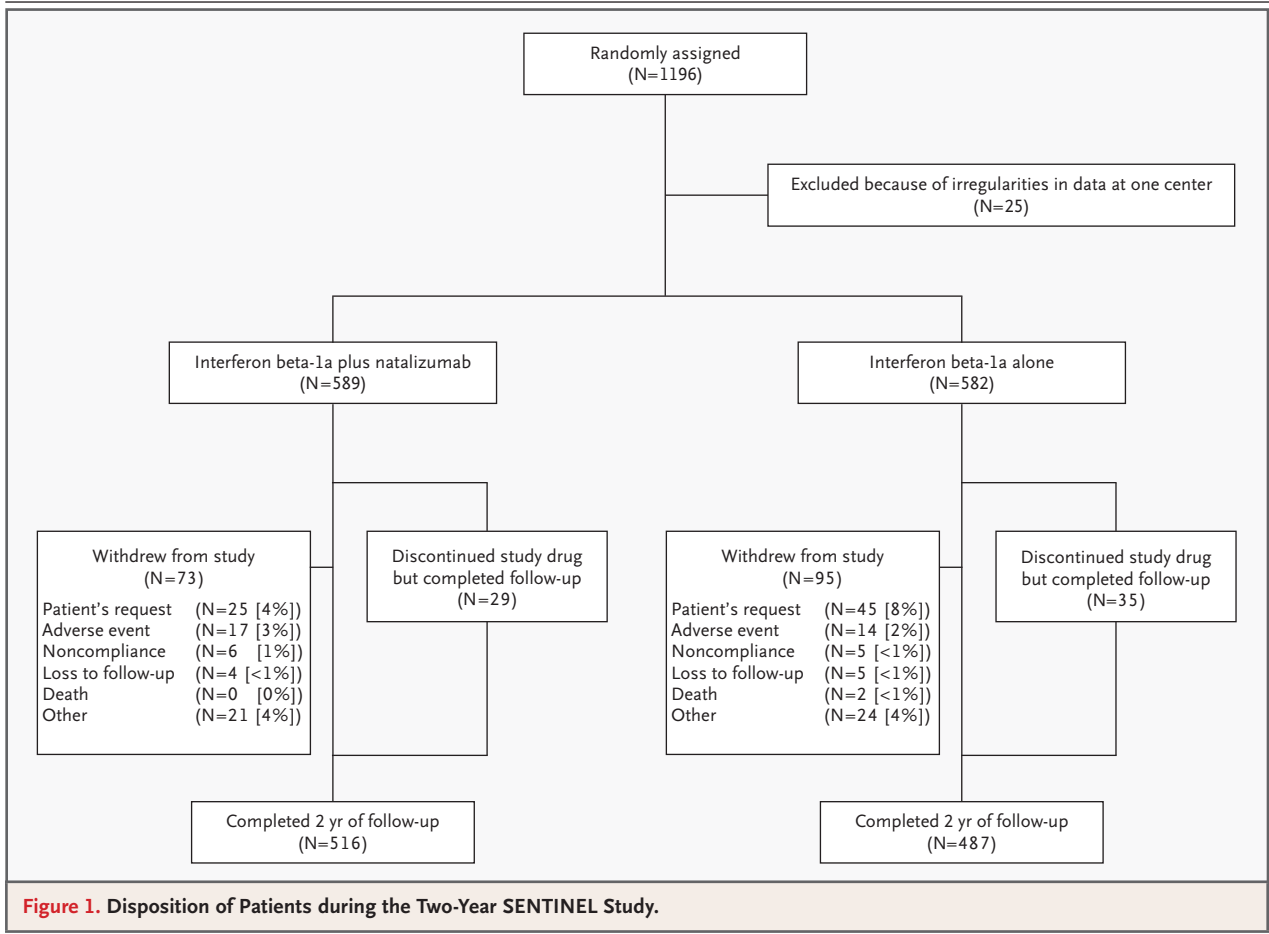 Randomly assigned
(N=1196)
Excluded because of irregularities in data at one center
(N=25)
Interferon beta-1a plus natalizumab
(N=589)
Interferon beta-1a alone
(N=582)
Withdrew from study
(N=73)
Patient's request (N=25 [4%])
Adverse event (N=17 [3%])
Noncompliance (N=6 [1%])
Loss to follow-up (N=4 [<1%])
Death (N=0 [0%])
Other (N=21 [4%])
Discontinued study drug
but completed follow-up
(N=29)
Withdrew from study
(N=95)
Patient's request (N=45 [8%])
Adverse event (N=14 [2%])
Noncompliance (N=5 [<1%])
Loss to follow-up (N=5 [<1%])
Death (N=2 [<1%])
Other (N=24 [4%])
Discontinued study drug
but completed follow-up
(N=35)
Completed 2 yr of follow-up
(N=516)
Completed 2 yr of follow-up
(N=487)
Figure 1. Disposition of Patients during the Two-Year SENTINEL Study.